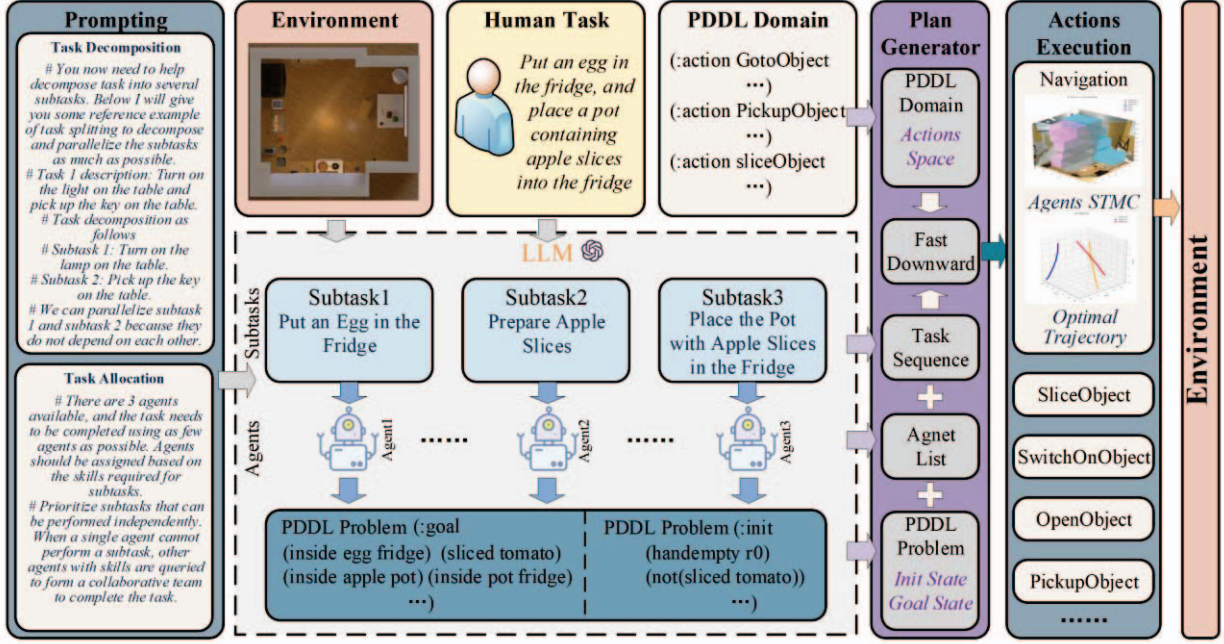 Prompting
Task Decomposition
# You now need to help
decompose task into several
subtasks. Below I will give
you some reference example
of task splitting to decompose
and parallelize the subtasks
as much as possible.
# Task 1 description: Turn on
the light on the table and
pick up the key on the table.
# Task decomposition as
follows
# Subtask 1: Turn on the
lamp on the table.
# Subtask 2: Pick up the key
on the table.
# We can parallelize subtask
1 and subtask 2 because they
do not depend on each other.
Task Allocation
# There are 3 agents
available, and the task needs
to be completed using as few
agents as possible. Agents
should be assigned based on
the skills required for
subtasks.
# Prioritize subtasks that can
be performed independently.
When a single agent cannot
perform a subtask, other
agents with skills are queried
to form a collaborative team
to complete the task.
Environment
Human Task
Put an egg in
the fridge, and
place a pot
containing
apple slices
into the fridge
PDDL Domain
(:action GotoObject
...)
(:action PickupObject
...)
(:action sliceObject
...)
LLM
Subtasks
Subtask1
Put an Egg in the
Fridge
Subtask2
Prepare Apple
Slices
Subtask3
Place the Pot
with Apple Slices
in the Fridge
Agents
Agent1
......
Agent2
......
Agent3
PDDL Problem (:goal
(inside egg fridge) (sliced tomato)
(inside apple pot) (inside pot fridge)
...)
PDDL Problem (:init
(handempty r0)
(not(sliced tomato))
...)
Plan
Generator
PDDL
Domain
Actions
Space
Fast
Downward
Task
Sequence
Agnet
List
PDDL
Problem
Init State
Goal State
Actions
Execution
Navigation
Agents STMC
Optimal
Trajectory
SliceObject
SwitchOnObject
OpenObject
PickupObject
......
Environment